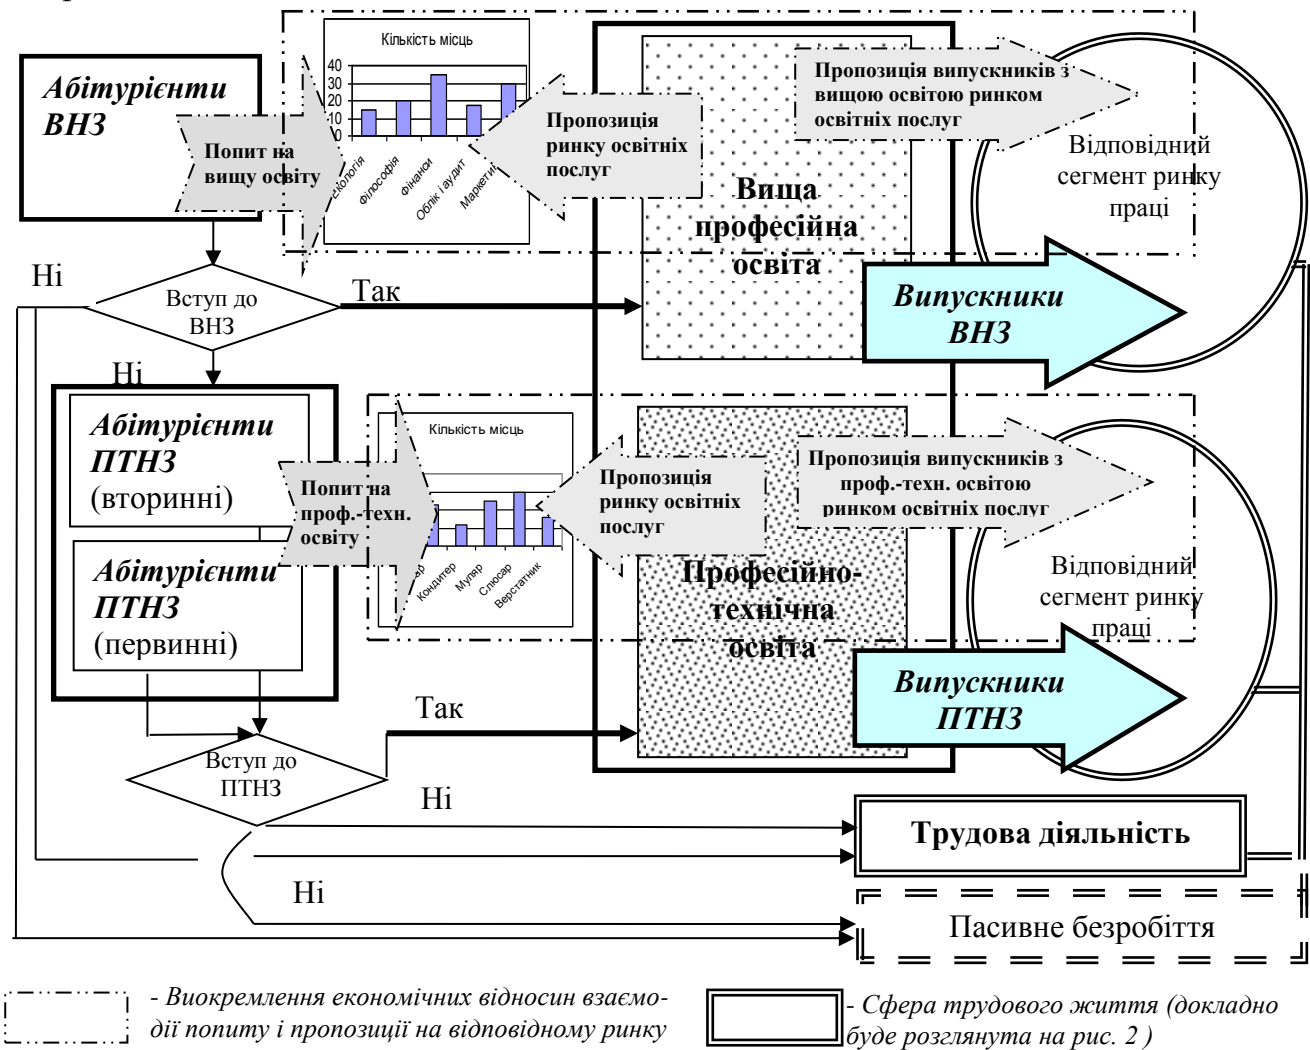 Кількість місць
40
30
20
10
0
Екологія
Філософія
Фінанси
Облік і аудит
Абітурієнти
ВНЗ
Попит на
вищу освіту
Пропозиція
ринку освітніх
послуг
Пропозиція випускників з
вищою освітою ринком
освітніх послуг
Вища
професійна
освіта
Відповідний
сегмент ринку
праці
Ні
Вступ до
ВНЗ
Так
Випускники
ВНЗ
Ні
Абітурієнти
ПТНЗ
(вторинні)
Абітурієнти
ПТНЗ
(первинні)
Попит на
проф.-техн.
освіту
Кількість місць
Кондитер
Муляр
Слюсар
Верстатник
Пропозиція
ринку освітніх
послуг
Пропозиція випускників з
проф.-техн. освітою
ринком освітніх послуг
Професійно-
технічна
освіта
Відповідний
сегмент ринку
праці
Випускники
ПТНЗ
Так
Вступ до
ПТНЗ
Ні
Трудова діяльність
Ні
Пасивне безробіття
- Виокремлення економічних відносин взаємо-
дії попиту і пропозиції на відповідному ринку
- Сфера трудового життя (докладно
буде розглянута на рис. 2 )